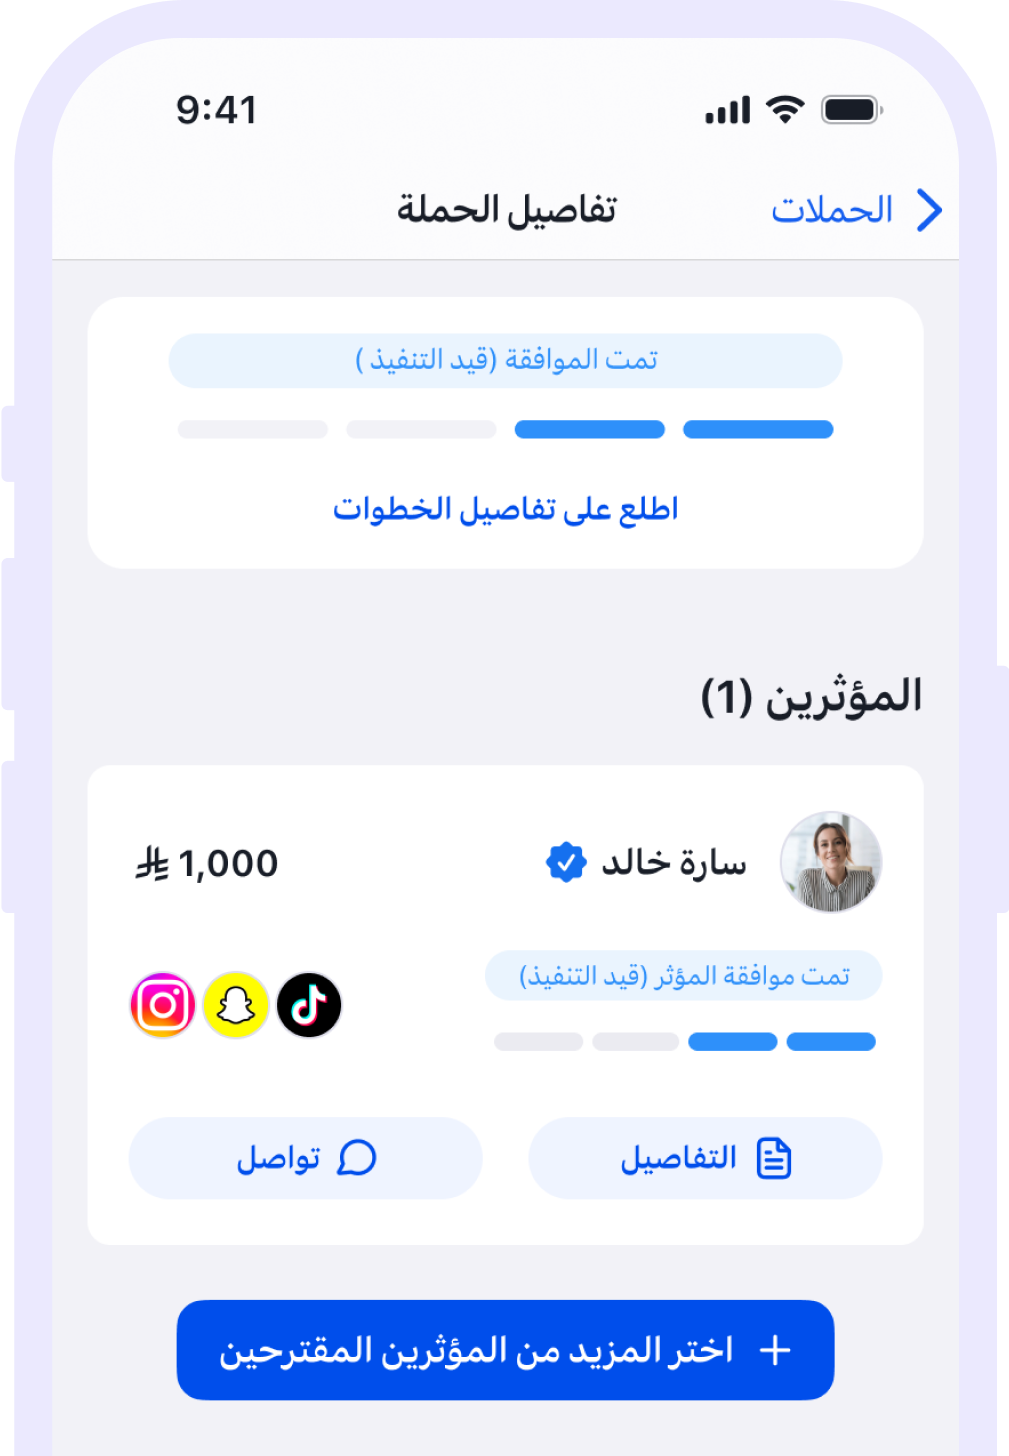 9:41
الحملات
تفاصيل الحملة
تمت الموافقة (قيد التنفيذ )
اطلع على تفاصيل الخطوات
المؤثرين (1)
سارة خالد
1,000 ⃁
تمت موافقة المؤثر (قيد التنفيذ)
التفاصيل
تواصل
+ اختر المزيد من المؤثرين المقترحين